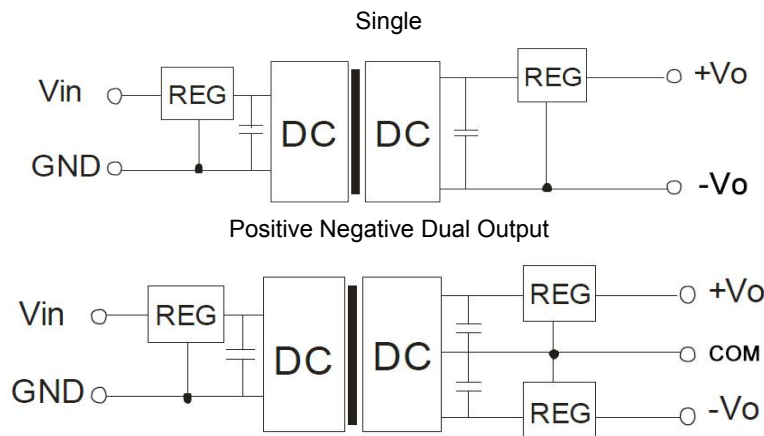 Single
Vin REG DC DC REG +Vo
GND -Vo
Positive Negative Dual Output
Vin REG DC DC REG +Vo
COM
GND REG -Vo